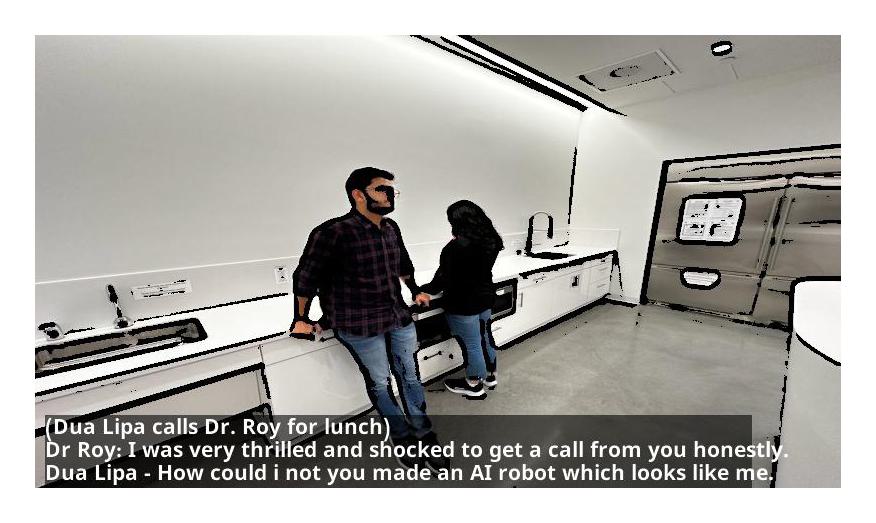 (Dua Lipa calls Dr. Roy for lunch)
Dr Roy: I was very thrilled and shocked to get a call from you honestly.
Dua Lipa - How could i not you made an AI robot which looks like me.